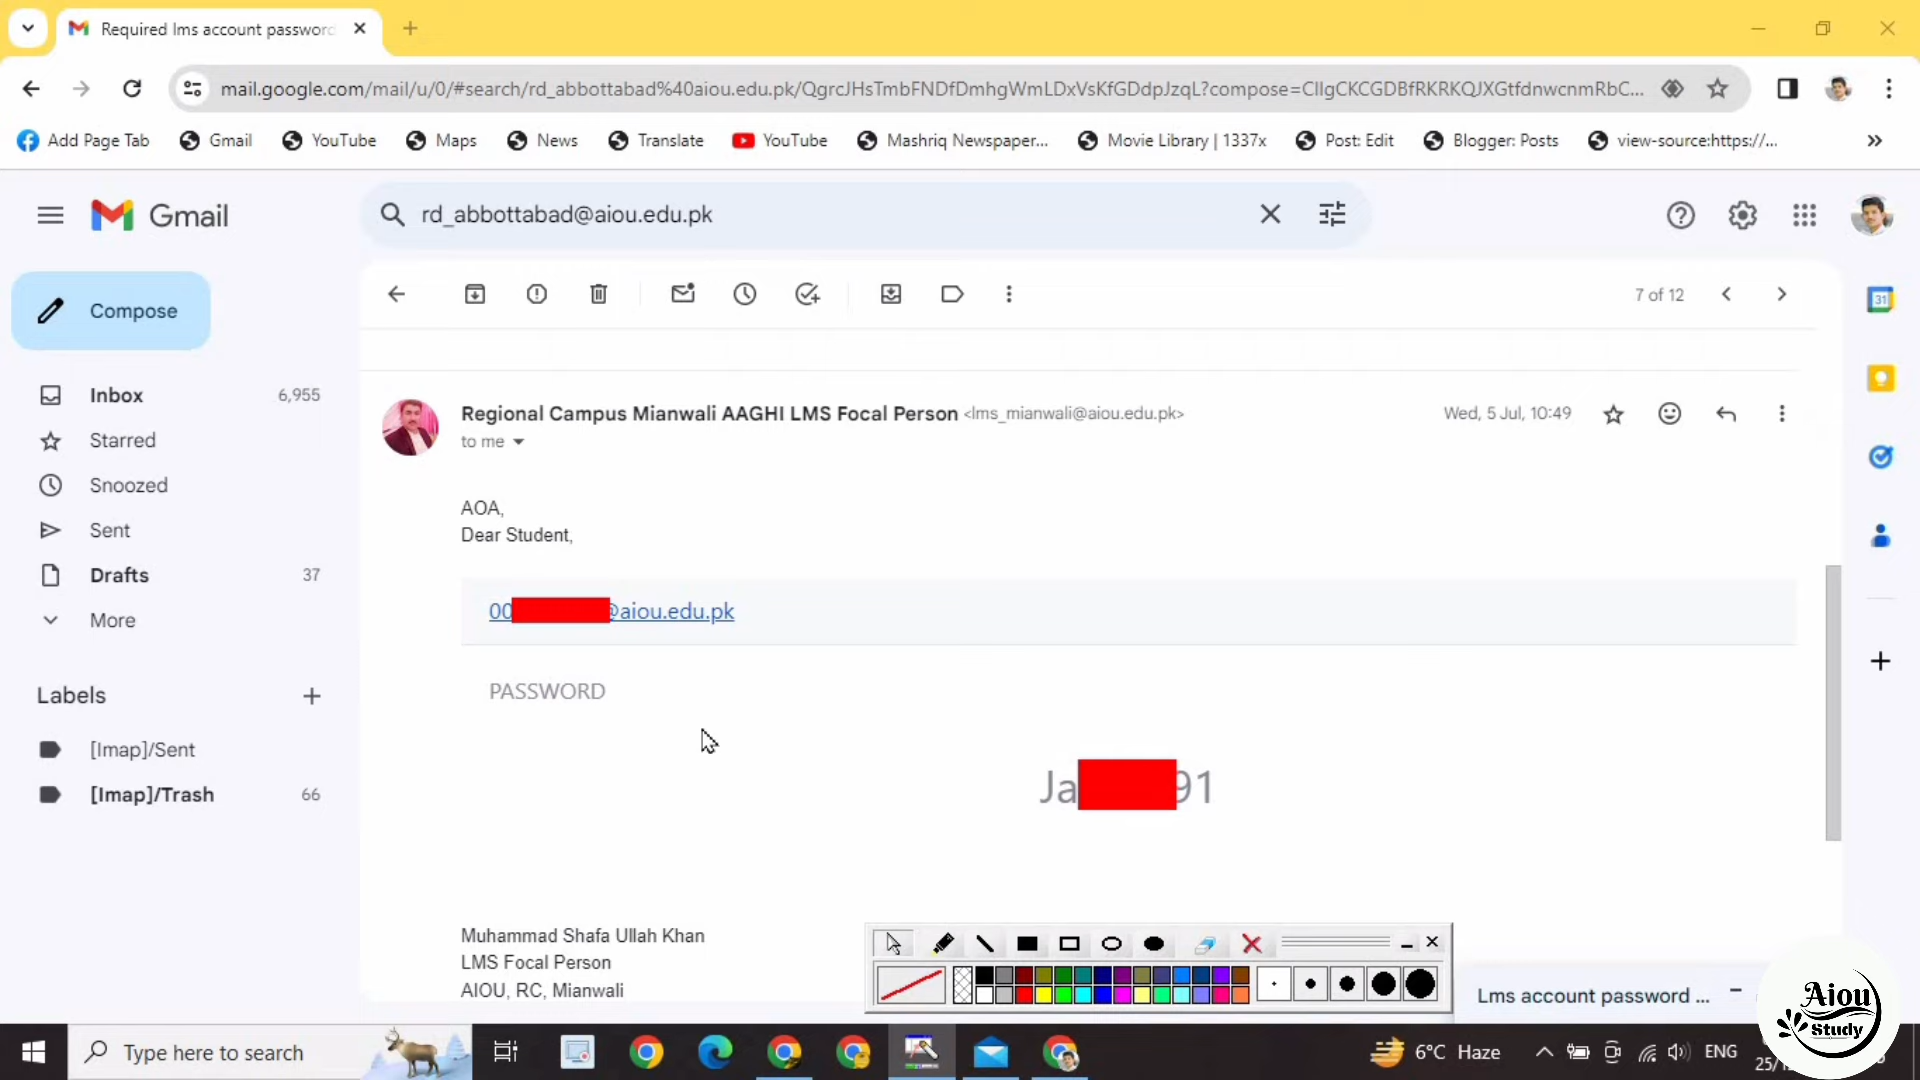 Required lms account password
mail.google.com/mail/u/0/#search/rd_abbottabad%40aiou.edu.pk/QgrcJHsTmbFNDfDmhgWmLDxVsKfGDdpJzqL?compose=CllgCKCGDBfRKRKQJXGtfdnwcnmRbC...
Add Page Tab Gmail YouTube Maps News Translate YouTube Mashriq Newspaper... Movie Library | 1337x Post: Edit Blogger: Posts view-source:https://...
Gmail
rd_abbottabad@aiou.edu.pk
Compose
7 of 12
31
Inbox 6,955
Starred
Snoozed
Sent
Drafts 37
More
Labels
[Imap]/Sent
[Imap]/Trash 66
Regional Campus Mianwali AAGHI LMS Focal Person <lms_mianwali@aiou.edu.pk>
Wed, 5 Jul, 10:49
to me
AOA,
Dear Student,
00 @aiou.edu.pk
PASSWORD
Ja 91
Muhammad Shafa Ullah Khan
LMS Focal Person
AIOU, RC, Mianwali
Lms account password ...
Aiou
Study
Type here to search
6°C Haze
ENG